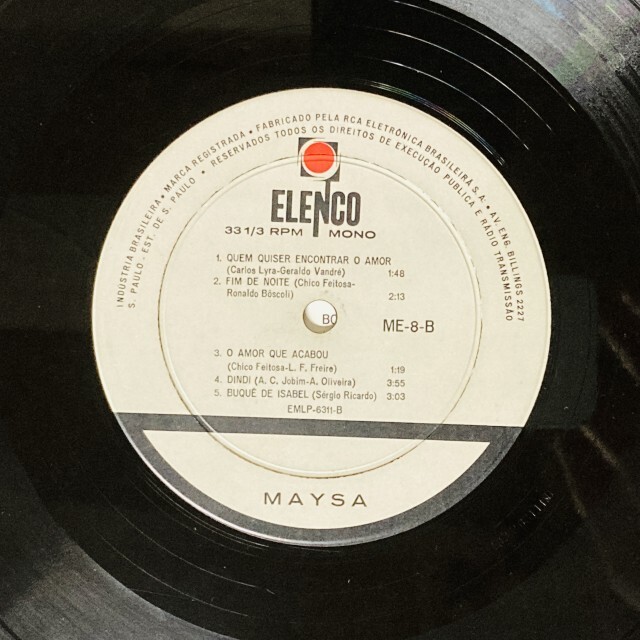 INDÚSTRIA BRASILEIRA • MARCA REGISTRADA • FABRICADO PELA RCA ELETRÔNICA BRASILEIRA S.A. • AV. ENG. BILLINGS 2227
S. PAULO - EST. DE S. PAULO • RESERVADOS TODOS OS DIREITOS DE EXECUÇÃO PUBLICA E RÁDIO TRANSMISSÃO
ELENCO
33 1/3 RPM MONO
1. QUEM QUISER ENCONTRAR O AMOR
(Carlos Lyra-Geraldo Vandré) 1:48
2. FIM DE NOITE (Chico Feitosa-
Ronaldo Bôscoli) 2:13
ME-8-B
3. O AMOR QUE ACABOU
(Chico Feitosa-L. F. Freire) 1:19
4. DINDI (A. C. Jobim-A. Oliveira) 3:55
5. BUQUÊ DE ISABEL (Sérgio Ricardo) 3:03
EMLP-6311-B
MAYSA